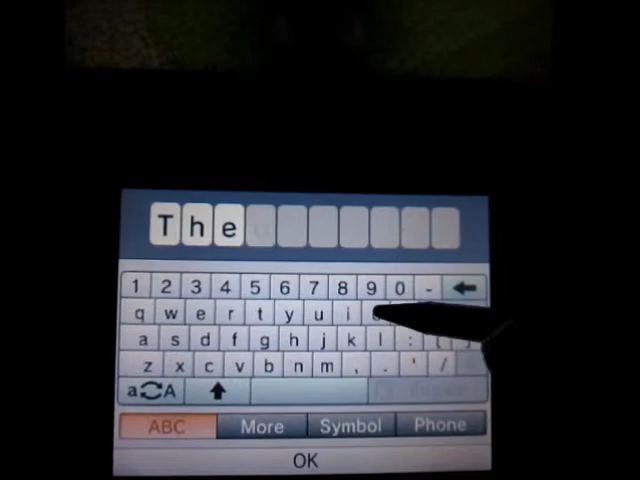 The
1 2 3 4 5 6 7 8 9 0 -
q w e r t y u i
a s d f g h j k l : [ ]
z x c v b n m , . ' /
a A
ABC More Symbol Phone
OK